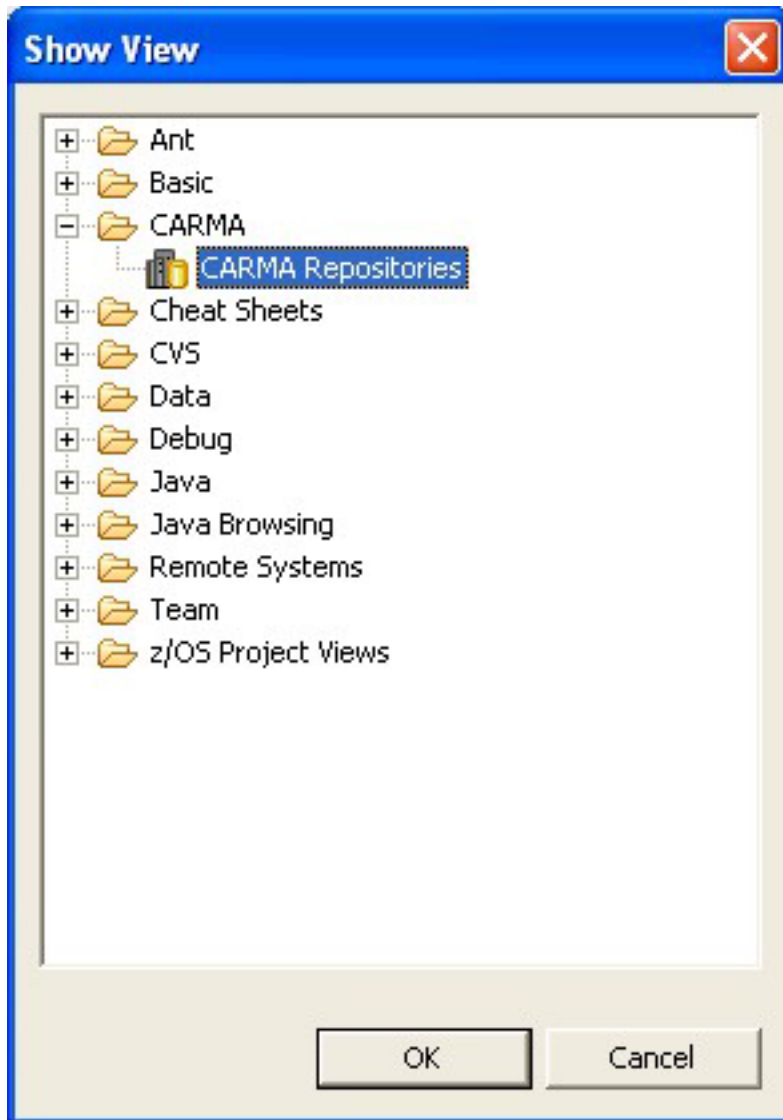 Show View
Ant
Basic
CARMA
CARMA Repositories
Cheat Sheets
CVS
Data
Debug
Java
Java Browsing
Remote Systems
Team
z/OS Project Views
OK Cancel